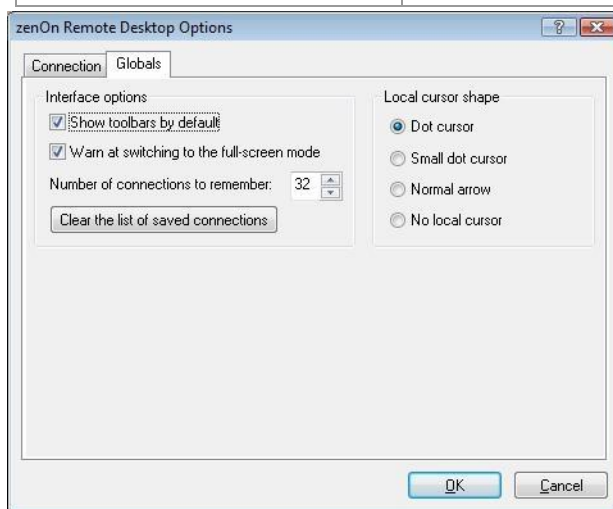 zenOn Remote Desktop Options
Connection Globals
Interface options
Show toolbars by default
Warn at switching to the full-screen mode
Number of connections to remember: 32
Clear the list of saved connections
Local cursor shape
Dot cursor
Small dot cursor
Normal arrow
No local cursor
OK Cancel